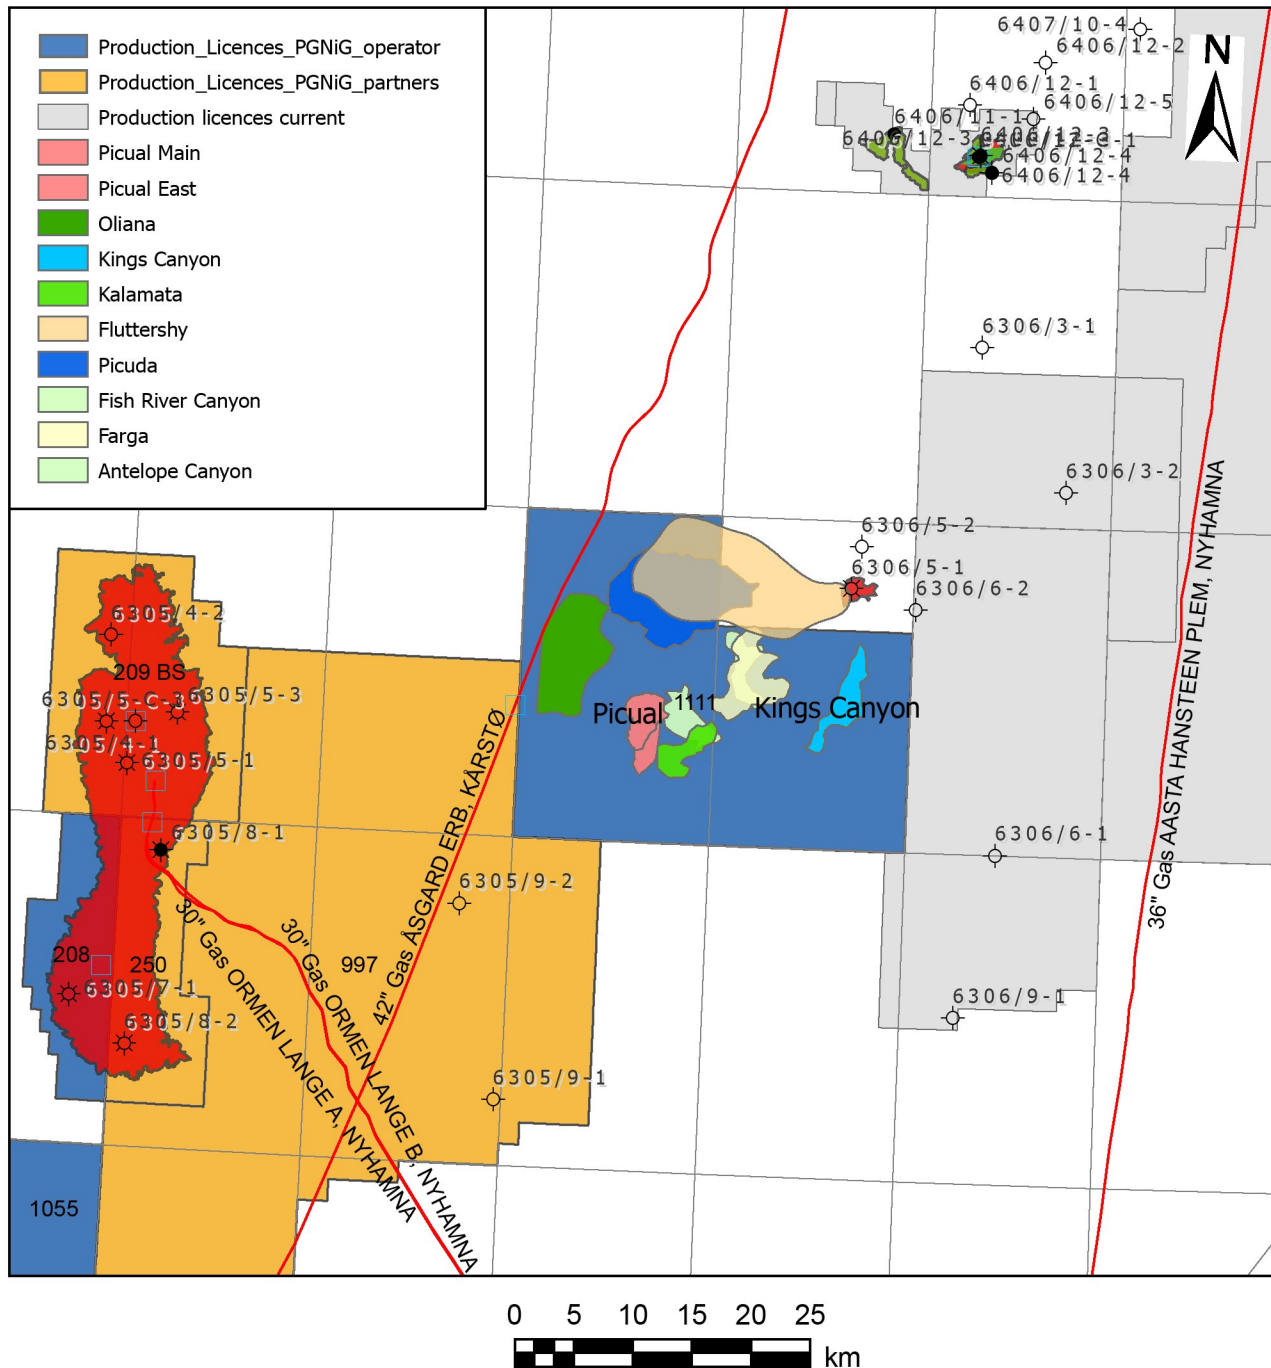 Production_Licences_PGNiG_operator
Production_Licences_PGNiG_partners
Production licences current
Picual Main
Picual East
Oliana
Kings Canyon
Kalamata
Fluttershy
Picuda
Fish River Canyon
Farga
Antelope Canyon
N
6407/10-4
6406/12-2
6406/12-1
6406/12-5
6406/11-1
6406/12-3
6406/12-4
6406/12-4
6306/3-1
6306/3-2
6306/5-2
6306/5-1
6306/6-2
6305/4-2
209 BS
6305/5-C-3
6305/5-3
6305/4-1
6305/5-1
6305/8-1
Picual
1111
Kings Canyon
6306/6-1
6305/9-2
208
250
997
6305/7-1
6305/8-2
6306/9-1
6305/9-1
1055
42" Gas ÅSGARD ERB, KÅRSTØ
30" Gas ORMEN LANGE A, NYHAMNA
30" Gas ORMEN LANGE B, NYHAMNA
36" Gas AASTA HANSTEEN PLEM, NYHAMNA
0 5 10 15 20 25
km